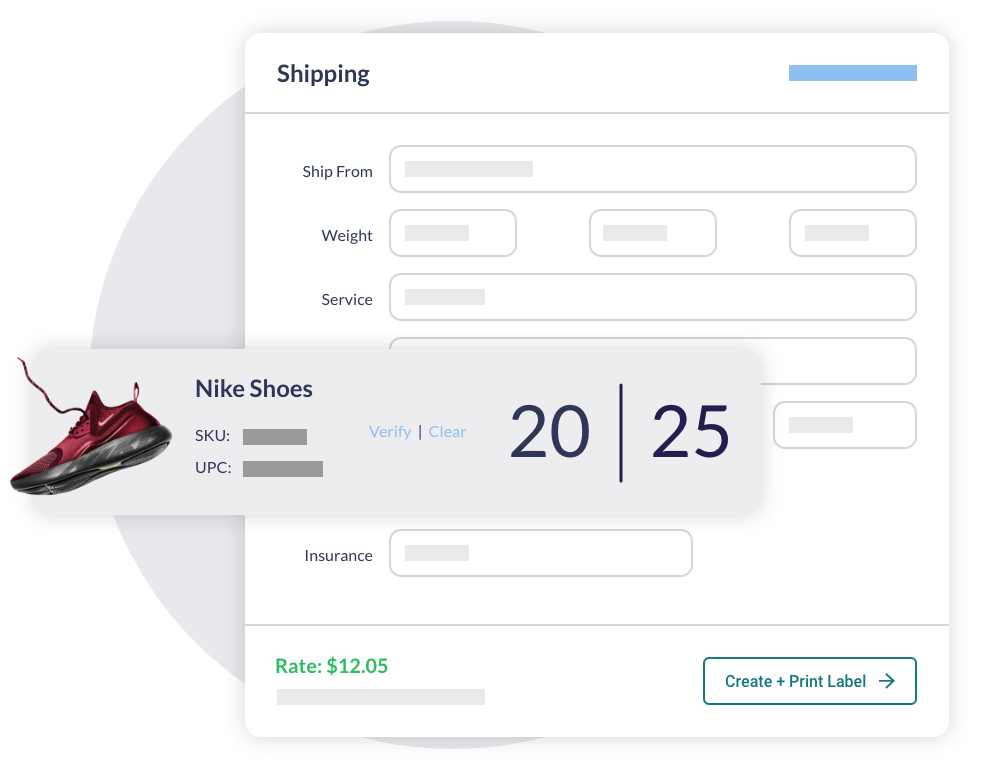 Shipping
Ship From
Weight
Service
Nike Shoes
SKU:
UPC:
Verify | Clear
20 | 25
Insurance
Rate: $12.05
Create + Print Label